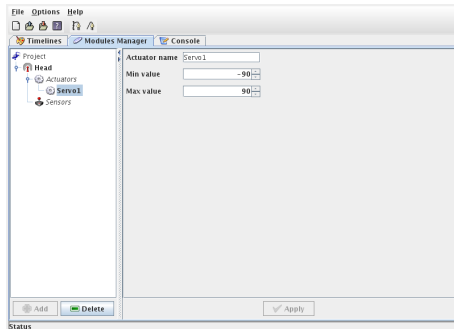 File Options Help
Timelines Modules Manager Console
Project
Head
Actuators
Servo1
Sensors
Actuator name Servo1
Min value -90
Max value 90
Add Delete Apply
Status